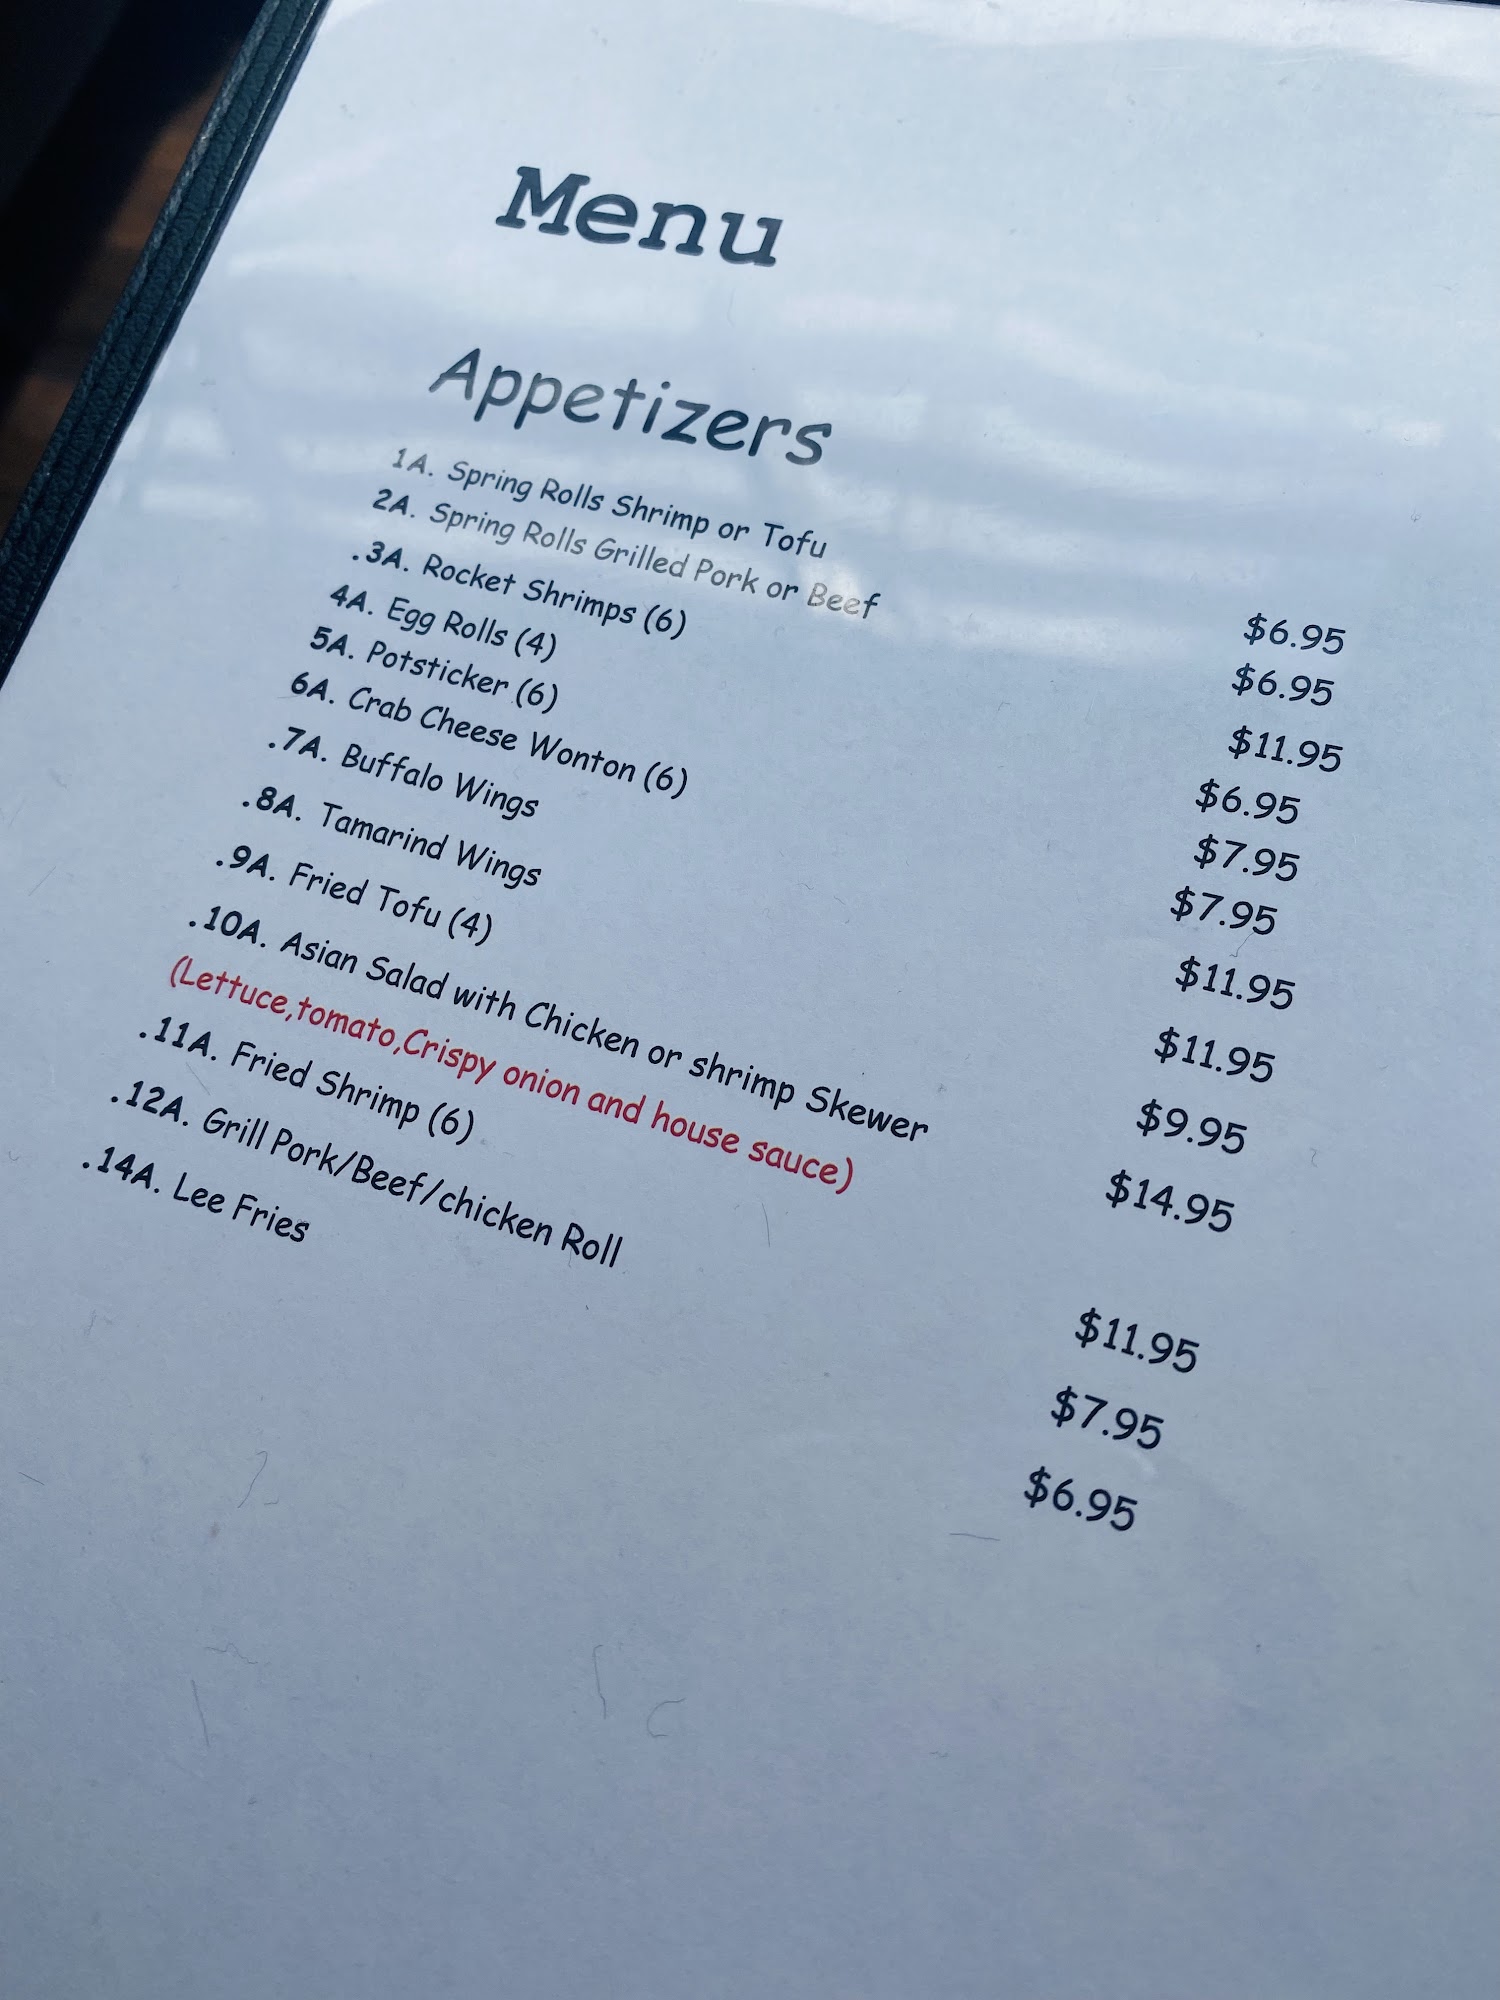 Menu
Appetizers
1A. Spring Rolls Shrimp or Tofu $6.95
2A. Spring Rolls Grilled Pork or Beef $6.95
.3A. Rocket Shrimps (6) $11.95
4A. Egg Rolls (4) $6.95
5A. Potsticker (6) $7.95
6A. Crab Cheese Wonton (6) $7.95
.7A. Buffalo Wings $11.95
.8A. Tamarind Wings $11.95
.9A. Fried Tofu (4) $9.95
.10A. Asian Salad with Chicken or shrimp Skewer $14.95
(Lettuce,tomato,Crispy onion and house sauce)
.11A. Fried Shrimp (6) $11.95
.12A. Grill Pork/Beef/chicken Roll $7.95
.14A. Lee Fries $6.95